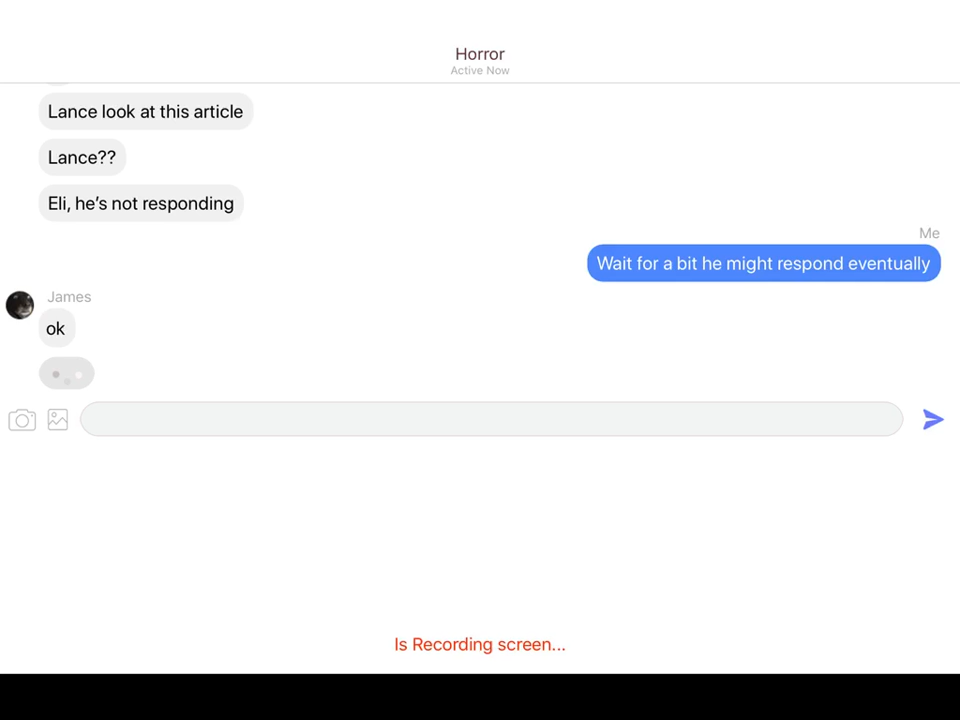 Horror
Active Now
Lance look at this article
Lance??
Eli, he’s not responding
Me
Wait for a bit he might respond eventually
James
ok
Is Recording screen...